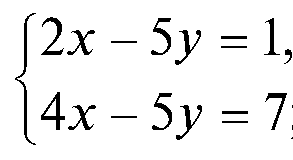 2x − 5y = 1,
4x − 5y = 7;